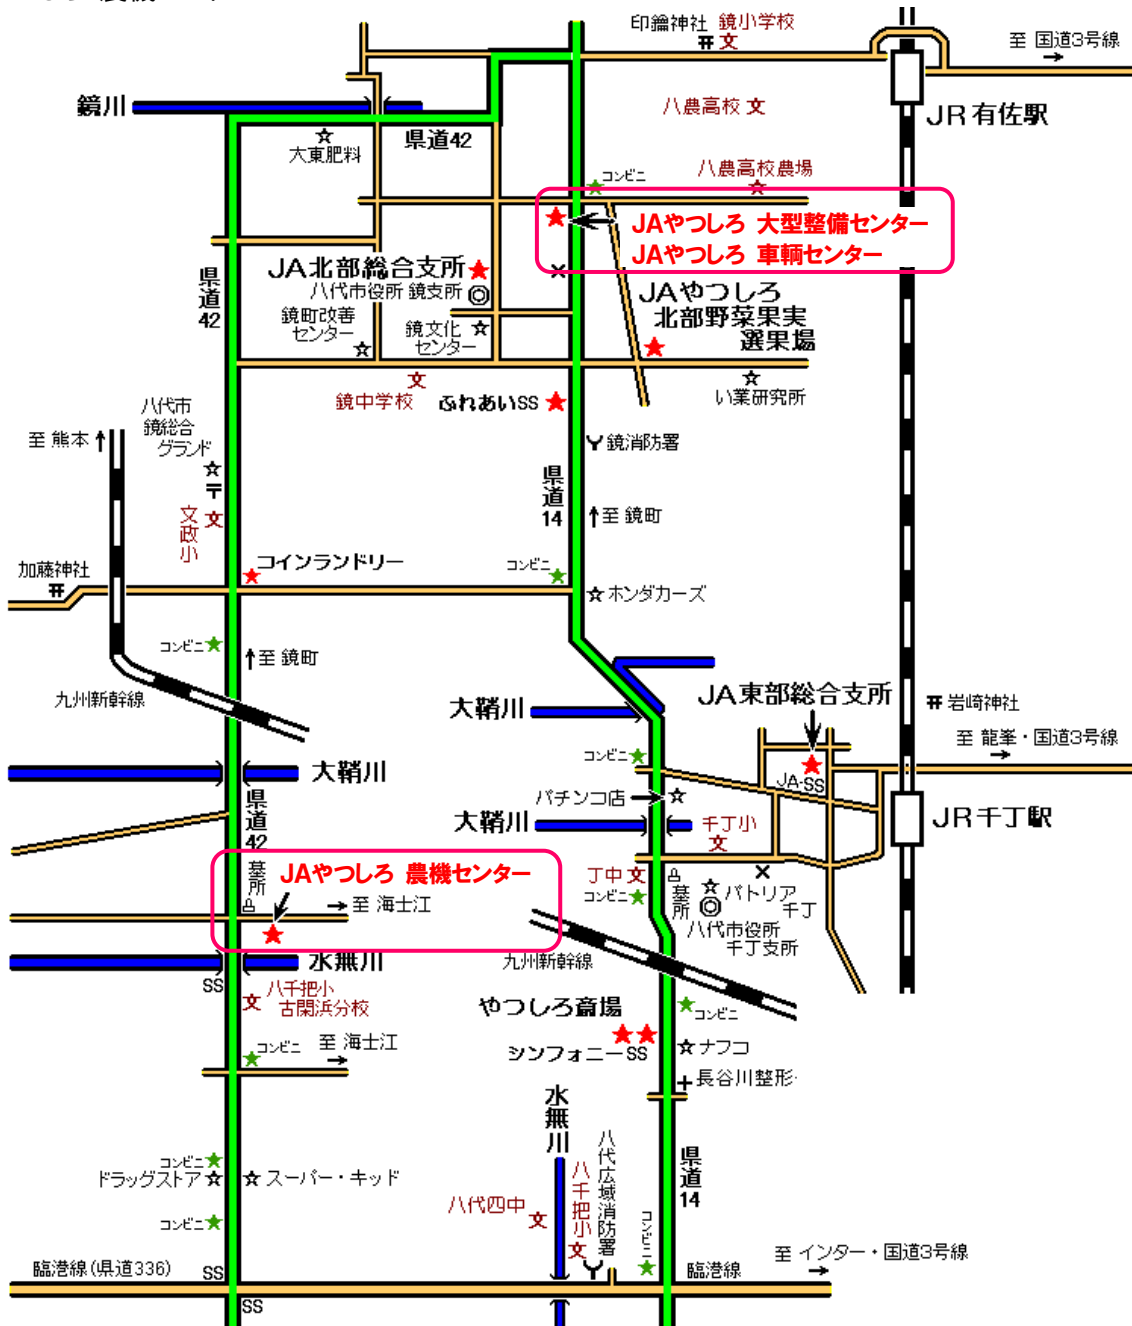 印鑰神社 鏡小学校
文
至 国道3号線
→
鏡川
八農高校 文
JR有佐駅
大東肥料
県道42
コンビニ
八農高校農場
JAやつしろ 大型整備センター
JAやつしろ 車輌センター
県道42
JA北部総合支所
八代市役所 鏡支所
鏡町改善
センター
鏡文化
センター
JAやつしろ
北部野菜果実
選果場
文
鏡中学校
ふれあいSS
い業研究所
八代市
鏡総合
グランド
至 熊本↑
鏡消防署
〒
県道14
文政小
文
↑至 鏡町
コインランドリー
コンビニ
加藤神社
ホンダカーズ
コンビニ
↑至 鏡町
九州新幹線
大鞘川
JA東部総合支所
岩崎神社
至 龍峯・国道3号線
→
コンビニ
大鞘川
JA-SS
パチンコ店→
県道42
大鞘川
千丁小
文
JR千丁駅
墓所
JAやつしろ 農機センター
丁中 文
コンビニ
墓所
パトリア
千丁
→至 海士江
八代市役所
千丁支所
水無川
九州新幹線
SS
文
八千把小
古閑浜分校
やつしろ斎場
コンビニ
コンビニ
至 海士江
→
シンフォニーSS
ナフコ
長谷川整形
水無川
コンビニ
ドラッグストア
スーパー・キッド
八代広域消防署
県道14
八千把小
文
八代四中
文
コンビニ
コンビニ
至 インター・国道3号線
→
臨港線(県道336)
SS
臨港線
SS